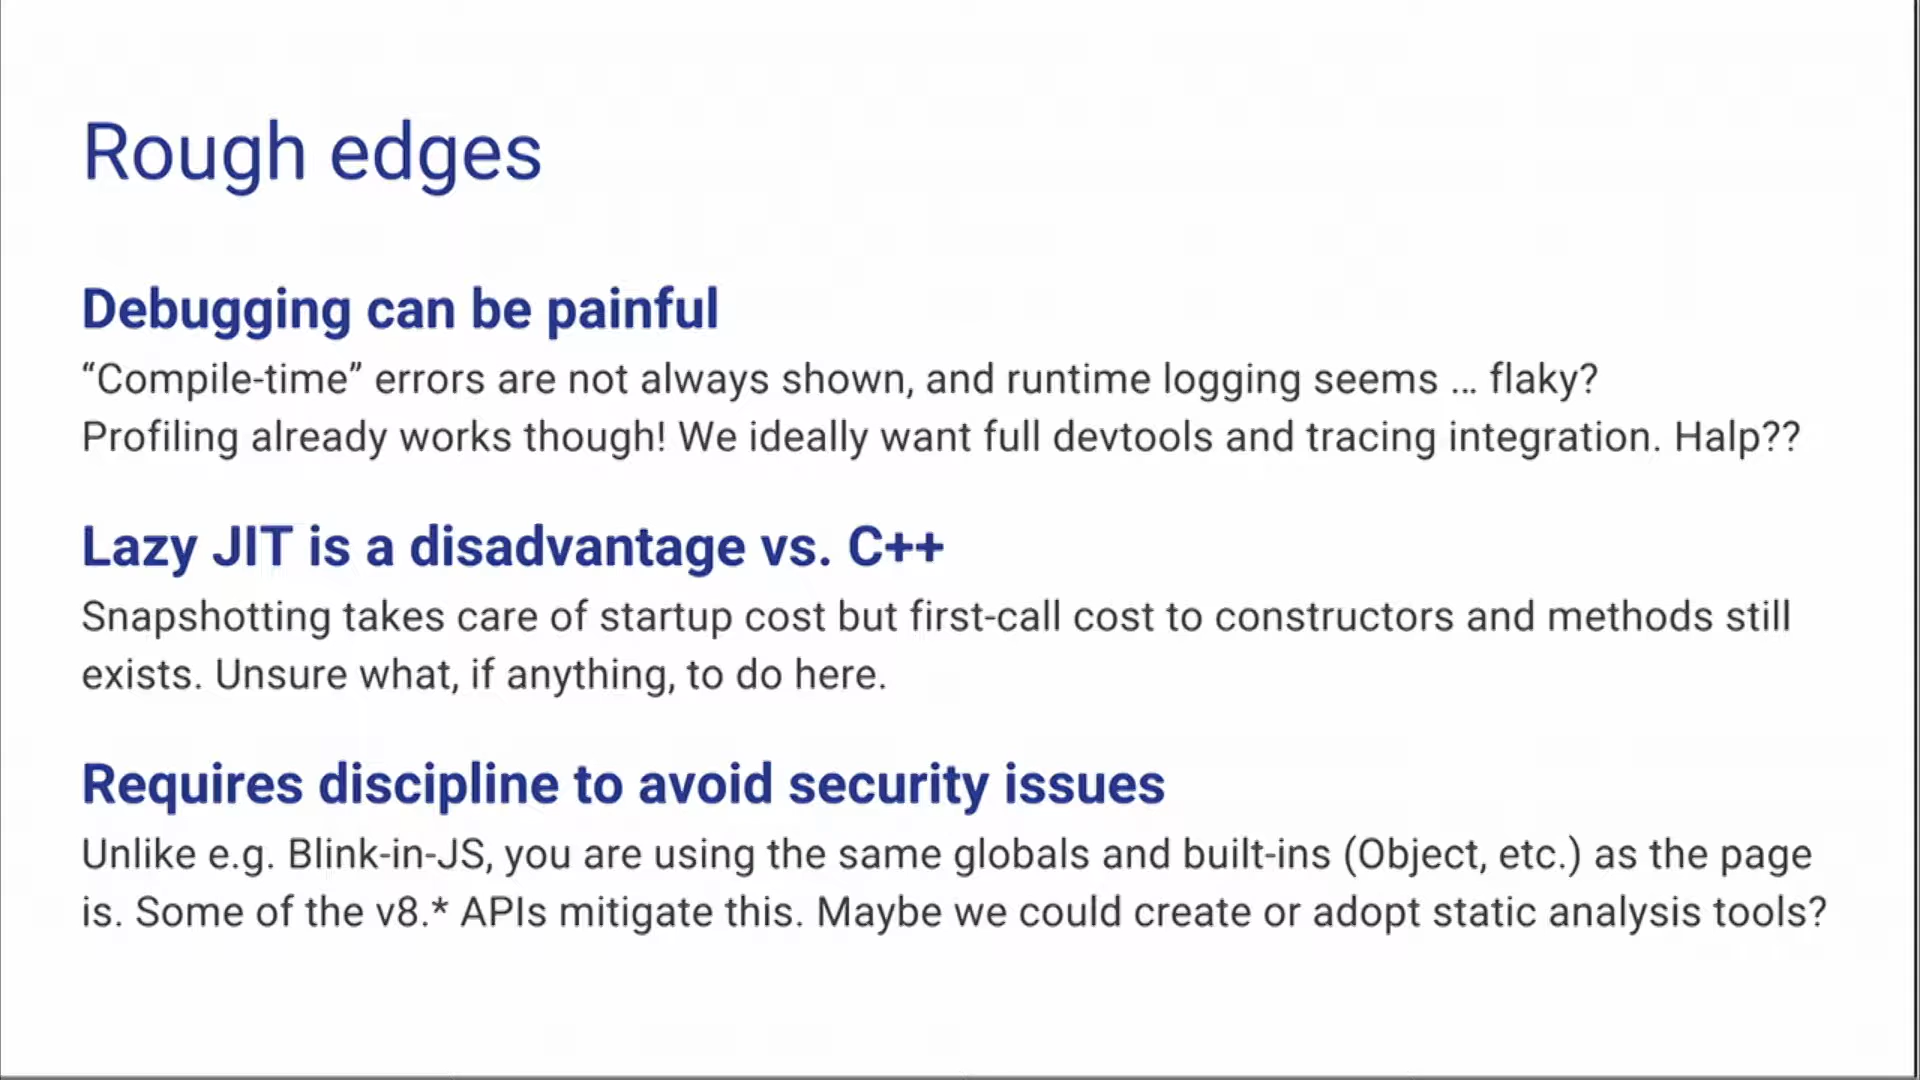 Rough edges
Debugging can be painful
“Compile-time” errors are not always shown, and runtime logging seems ... flaky?
Profiling already works though! We ideally want full devtools and tracing integration. Halp??
Lazy JIT is a disadvantage vs. C++
Snapshotting takes care of startup cost but first-call cost to constructors and methods still
exists. Unsure what, if anything, to do here.
Requires discipline to avoid security issues
Unlike e.g. Blink-in-JS, you are using the same globals and built-ins (Object, etc.) as the page
is. Some of the v8.* APIs mitigate this. Maybe we could create or adopt static analysis tools?